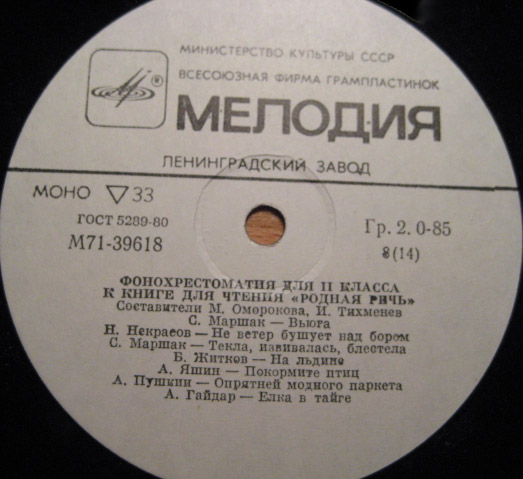 МИНИСТЕРСТВО КУЛЬТУРЫ СССР
ВСЕСОЮЗНАЯ ФИРМА ГРАМПЛАСТИНОК
МЕЛОДИЯ
ЛЕНИНГРАДСКИЙ ЗАВОД
МОНО ▽ 33
ГОСТ 5289-80
М71-39618
Гр. 2. 0-85
8(14)
ФОНОХРЕСТОМАТИЯ ДЛЯ II КЛАССА
К КНИГЕ ДЛЯ ЧТЕНИЯ «РОДНАЯ РЕЧЬ»
Составители М. Оморокова, И. Тихменев
С. Маршак — Вьюга
Н. Некрасов — Не ветер бушует над бором
С. Маршак — Текла, извивалась, блестела
Б. Житков — На льдине
А. Яшин — Покормите птиц
А. Пушкин — Опрятней модного паркета
А. Гайдар — Елка в тайге